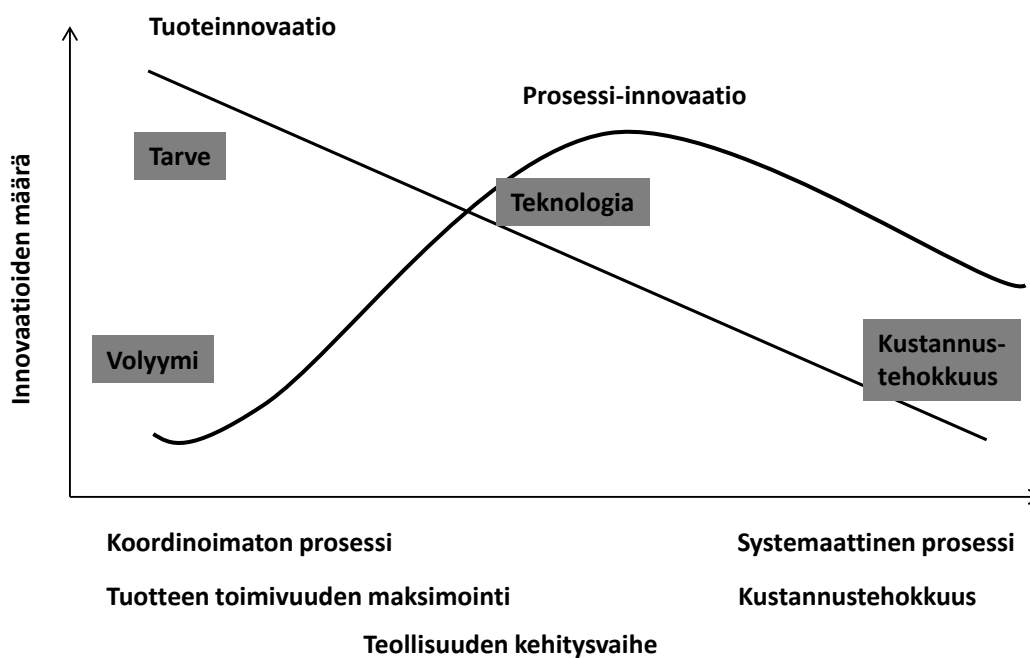 Tuoteinnovaatio
Prosessi-innovaatio
Tarve
Teknologia
Innovaatioiden määrä
Volyymi
Kustannus-
tehokkuus
Koordinoimaton prosessi
Systemaattinen prosessi
Tuotteen toimivuuden maksimointi
Kustannustehokkuus
Teollisuuden kehitysvaihe